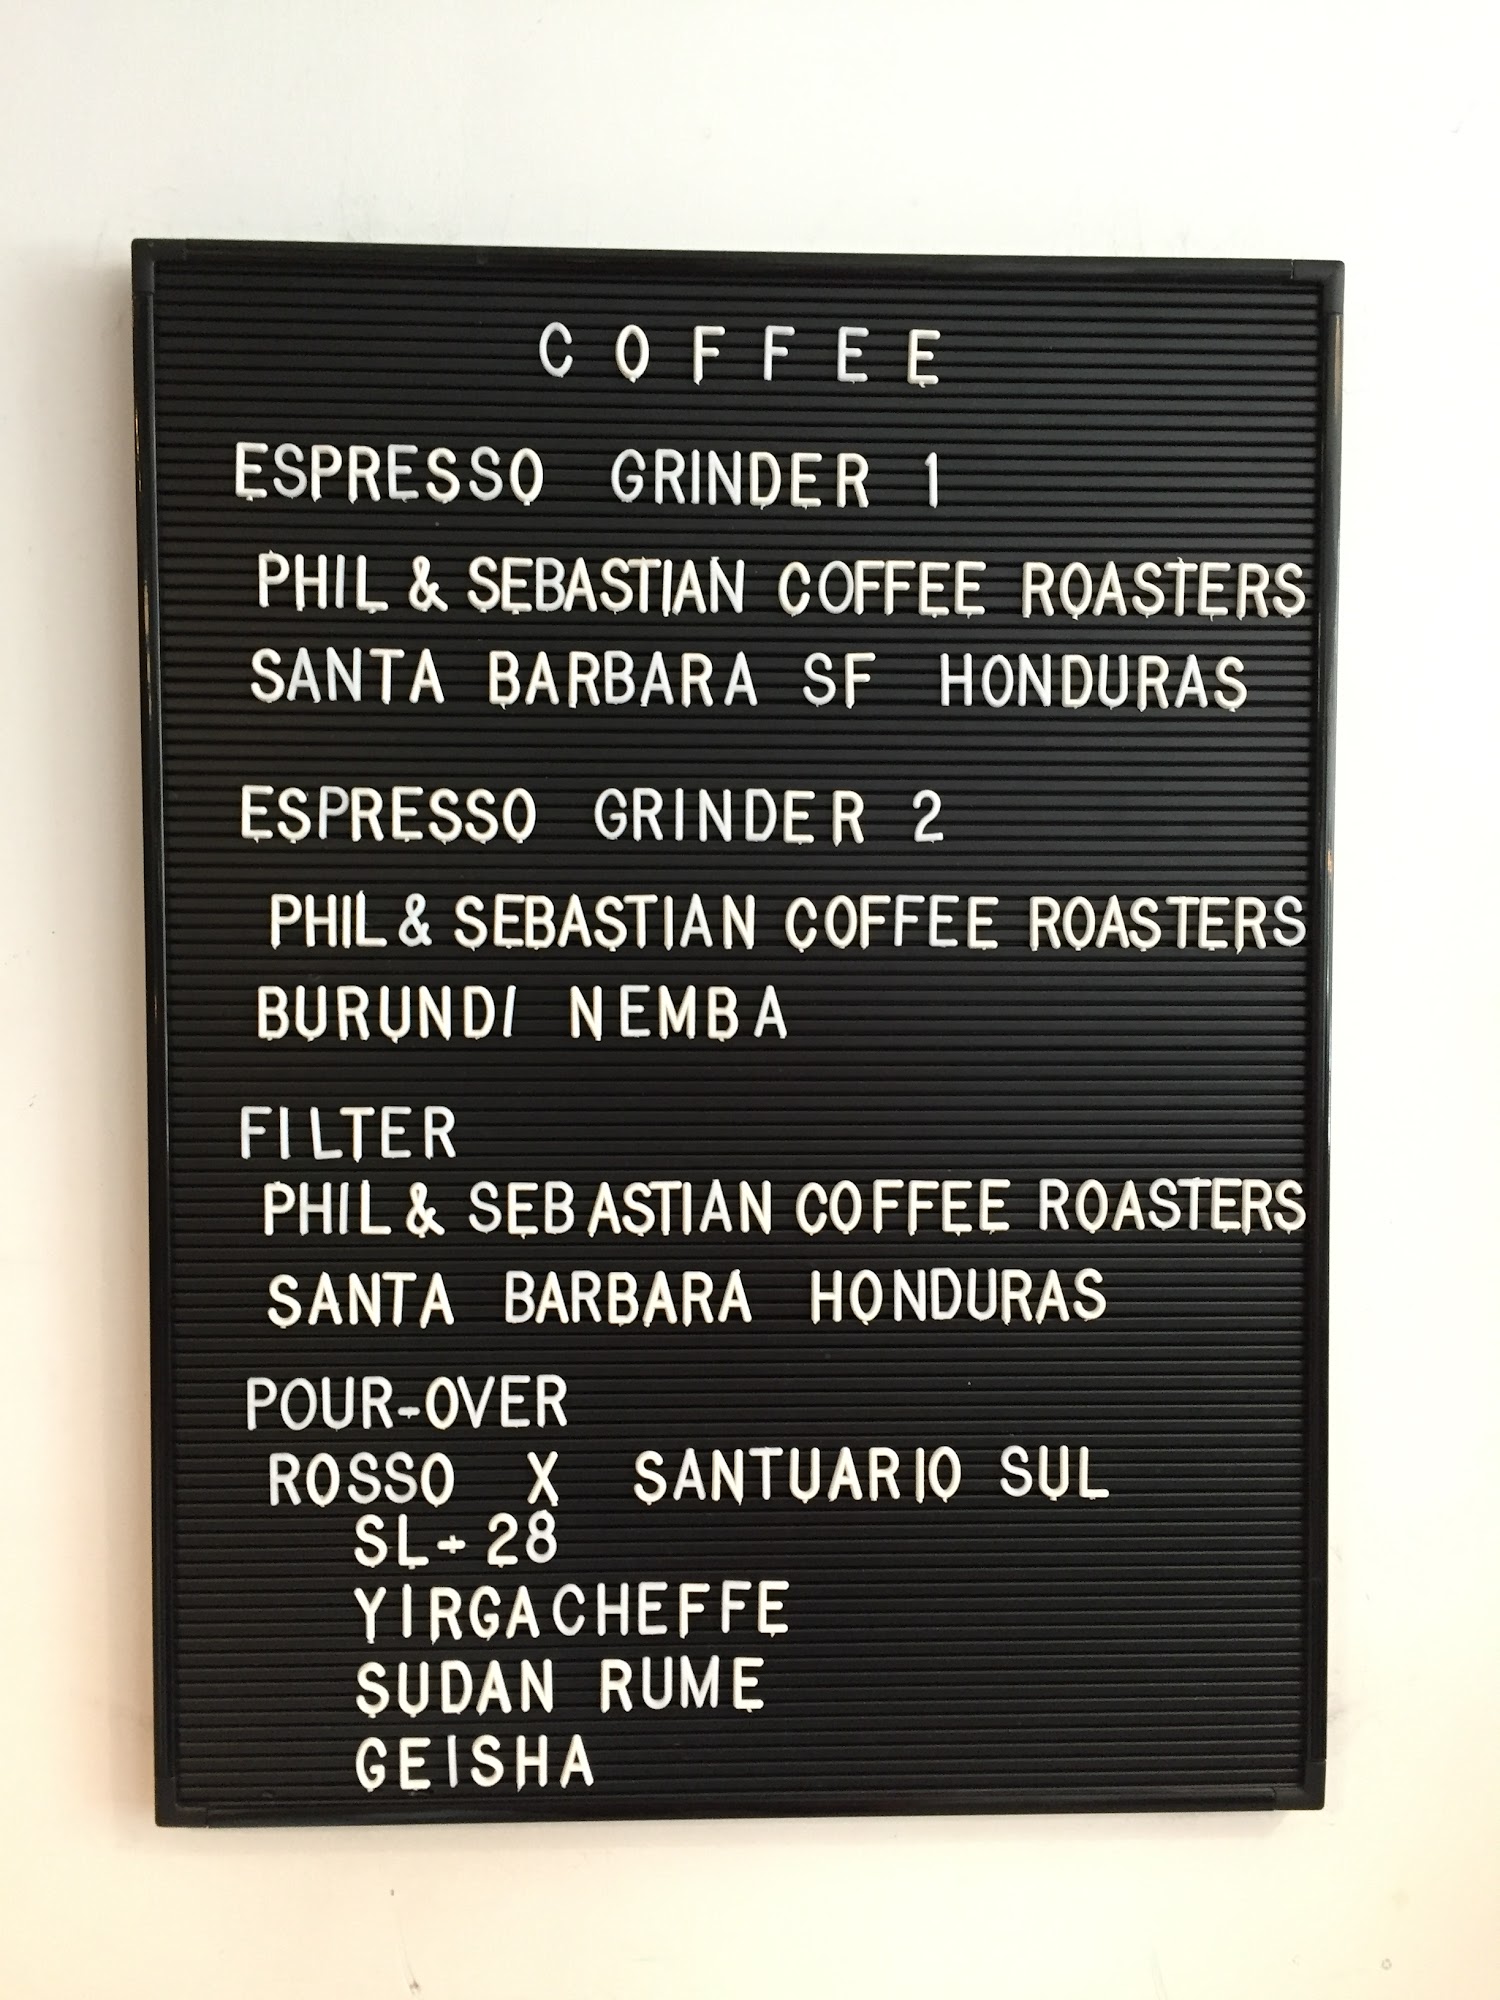 COFFEE
ESPRESSO GRINDER 1
PHIL & SEBASTIAN COFFEE ROASTERS
SANTA BARBARA SF HONDURAS
ESPRESSO GRINDER 2
PHIL & SEBASTIAN COFFEE ROASTERS
BURUNDI NEMBA
FILTER
PHIL & SEBASTIAN COFFEE ROASTERS
SANTA BARBARA HONDURAS
POUR-OVER
ROSSO X SANTUARIO SUL
SL-28
YIRGACHEFFE
SUDAN RUME
GEISHA